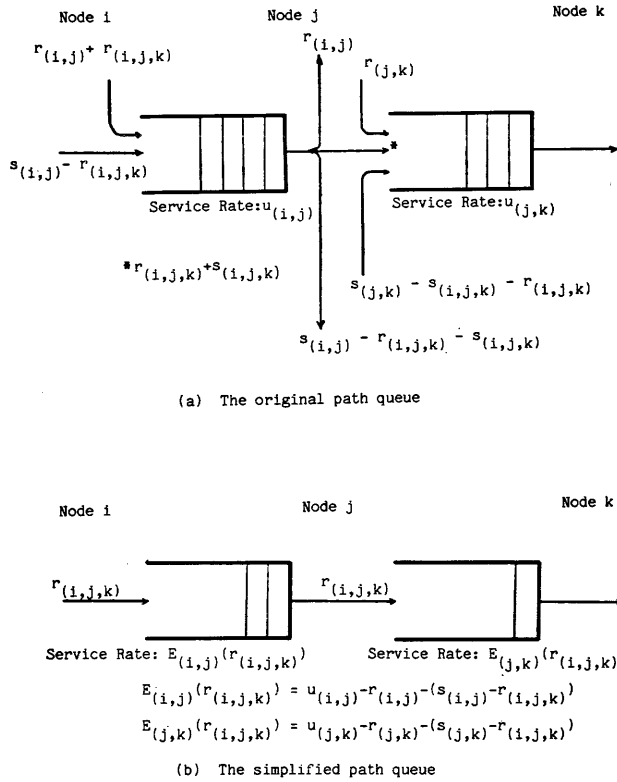 Node i Node j Node k
r(i,j)+ r(i,j,k)
r(i,j)
r(j,k)
*
s(i,j)- r(i,j,k)
Service Rate:u(i,j)
Service Rate:u(j,k)
*r(i,j,k)+s(i,j,k)
s(j,k) - s(i,j,k) - r(i,j,k)
s(i,j) - r(i,j,k) - s(i,j,k)
(a) The original path queue
Node i Node j Node k
r(i,j,k)
r(i,j,k)
Service Rate: E(i,j)(r(i,j,k))
Service Rate: E(j,k)(r(i,j,k)
E(i,j)(r(i,j,k)) = u(i,j)-r(i,j)-(s(i,j)-r(i,j,k))
E(j,k)(r(i,j,k)) = u(j,k)-r(j,k)-(s(j,k)-r(i,j,k))
(b) The simplified path queue